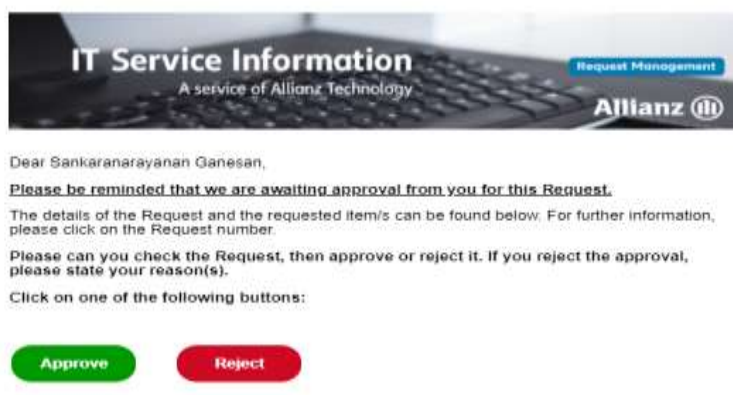 IT Service Information
A service of Allianz Technology
Request Management
Allianz
Dear Sankaranarayanan Ganesan,
Please be reminded that we are awaiting approval from you for this Request.
The details of the Request and the requested item/s can be found below. For further information,
please click on the Request number.
Please can you check the Request, then approve or reject it. If you reject the approval,
please state your reason(s).
Click on one of the following buttons:
Approve
Reject